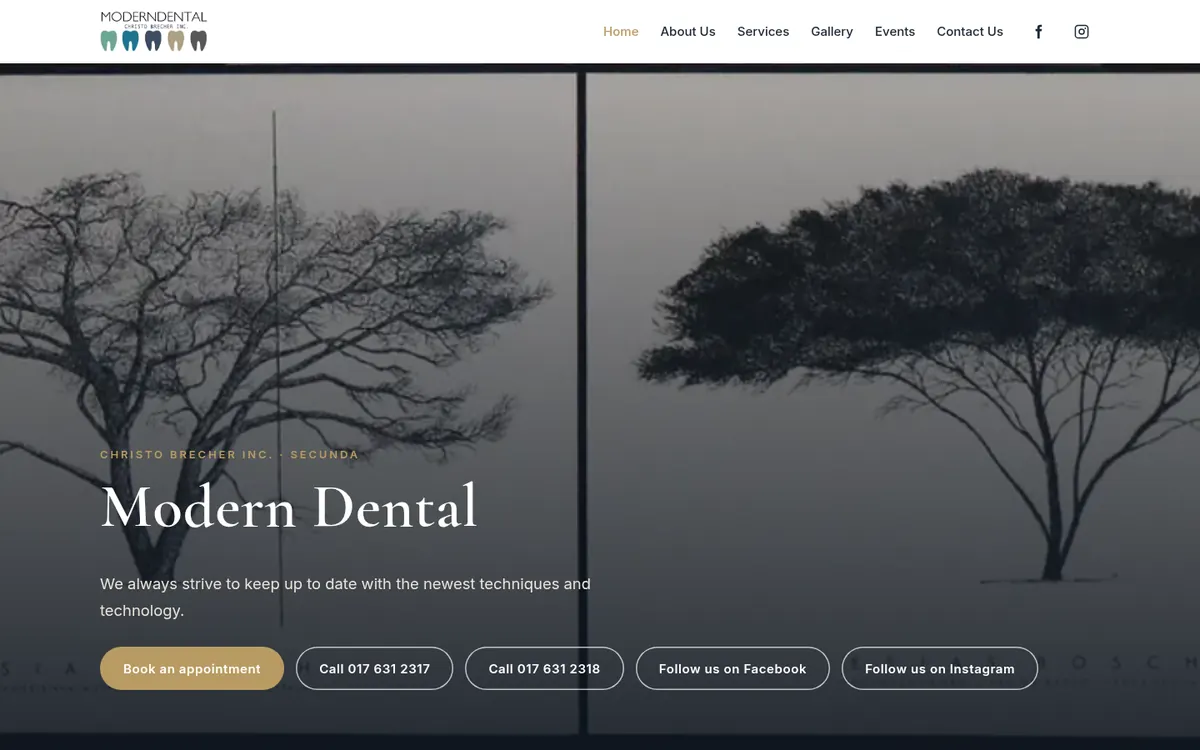 MODERNDENTAL
CHRISTO BRECHER INC.
Home
About Us
Services
Gallery
Events
Contact Us
CHRISTO BRECHER INC. · SECUNDA
Modern Dental
We always strive to keep up to date with the newest techniques and
technology.
Book an appointment
Call 017 631 2317
Call 017 631 2318
Follow us on Facebook
Follow us on Instagram